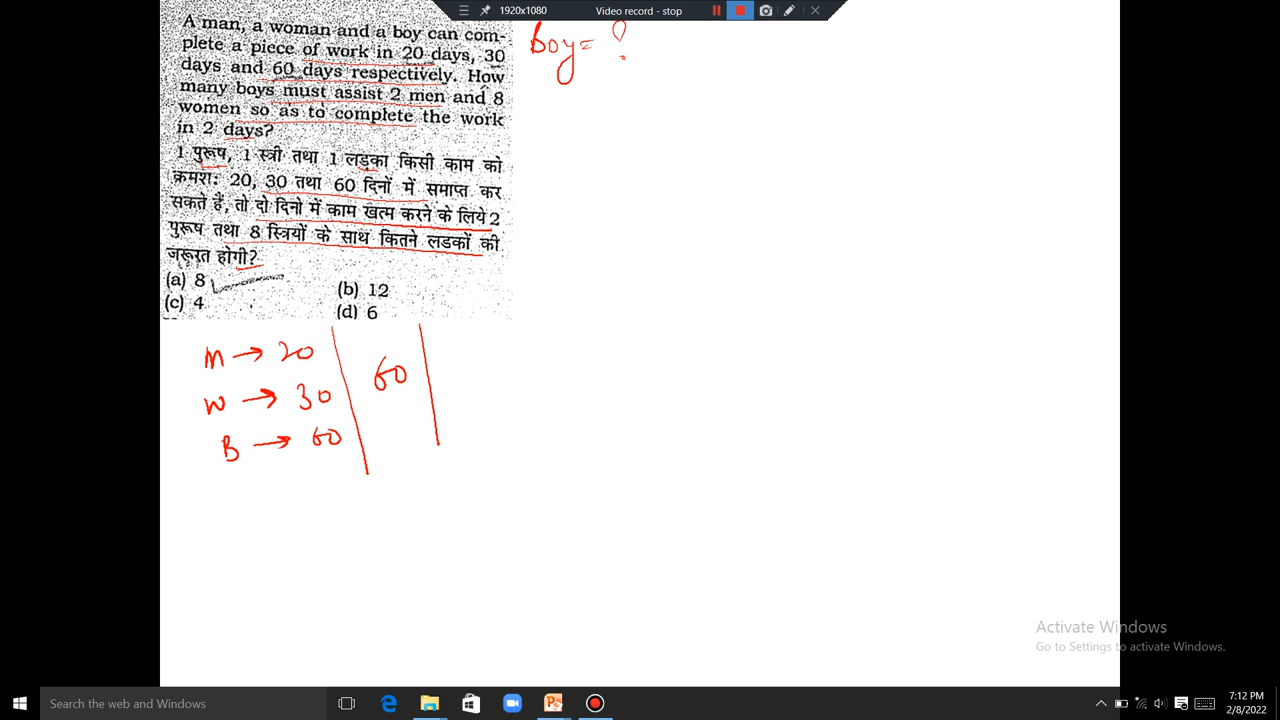 1920x1080
Video record - stop
A man, a woman and a boy can com-
plete a piece of work in 20 days, 30
days and 60 days respectively. How
many boys must assist 2 men and 8
women so as to complete the work
in 2 days?
1 पुरूष, 1 स्त्री तथा 1 लड़का किसी काम को
क्रमश: 20, 30 तथा 60 दिनों में समाप्त कर
सकते हैं, तो दो दिनो में काम खत्म करने के लिये 2
पुरूष तथा 8 स्त्रियों के साथ कितने लडकों की
जरूरत होगी?
(a) 8
(b) 12
(c) 4
(d) 6
boy = ?
M → 20
W → 30
B → 60
60
Activate Windows
Go to Settings to activate Windows.
Search the web and Windows
7:12 PM
2/8/2022